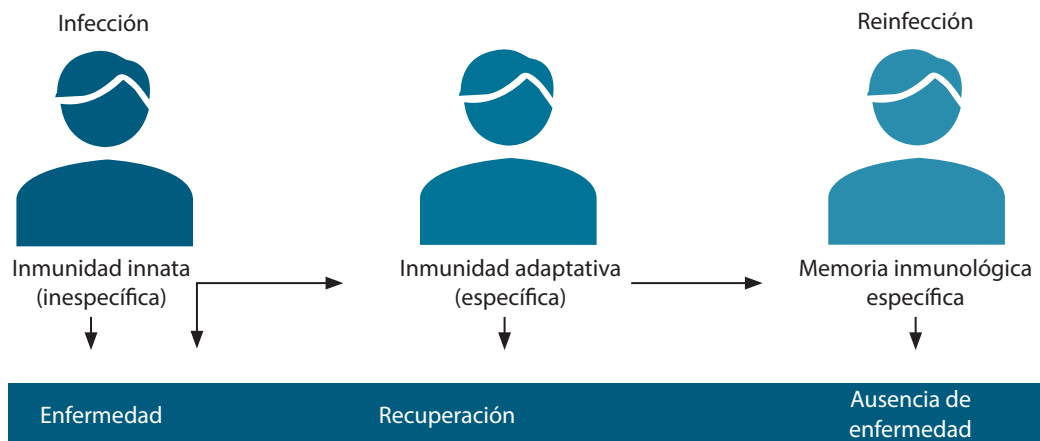 Infección
Reinfección
Inmunidad innata
(inespecífica)
Inmunidad adaptativa
(específica)
Memoria inmunológica
específica
Enfermedad
Recuperación
Ausencia de
enfermedad